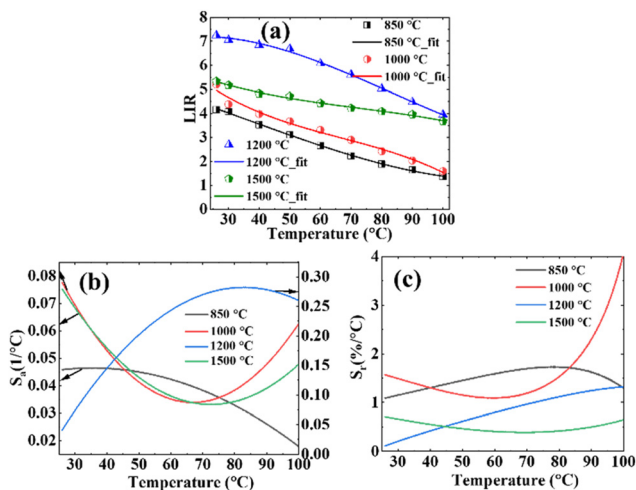 (a)
850 °C
850 °C_fit
1000 °C
1000 °C_fit
1200 °C
1200 °C_fit
1500 °C
1500 °C_fit
LIR
8
7
6
5
4
3
2
1
0
30 40 50 60 70 80 90 100
Temperature (°C)
(b)
850 °C
1000 °C
1200 °C
1500 °C
Sa(1/°C)
0.08
0.07
0.06
0.05
0.04
0.03
0.02
0.30
0.25
0.20
0.15
0.10
0.05
0.00
30 40 50 60 70 80 90 100
Temperature (°C)
(c)
850 °C
1000 °C
1200 °C
1500 °C
Sr(%/°C)
4
3
2
1
0
30 40 50 60 70 80 90 100
Temperature (°C)